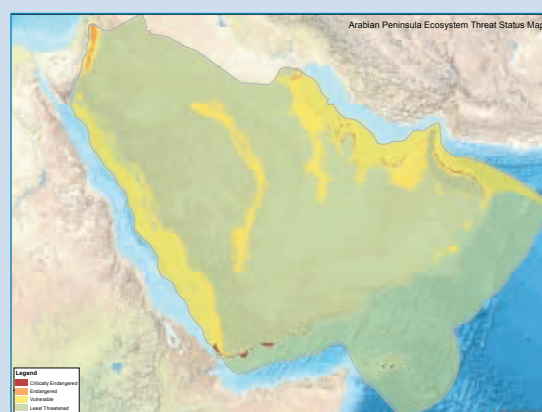 Arabian Peninsula Ecosystem Threat Status Map
Legend
Critically Endangered
Endangered
Vulnerable
Least Threatened